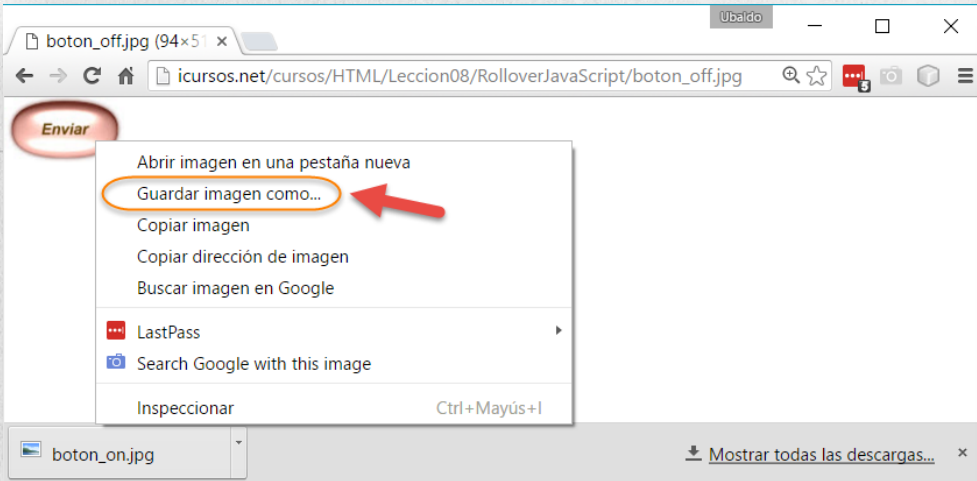 Ubaldo
boton_off.jpg (94×51
icursos.net/cursos/HTML/Leccion08/RolloverJavaScript/boton_off.jpg
5
Enviar
Abrir imagen en una pestaña nueva
Guardar imagen como...
Copiar imagen
Copiar dirección de imagen
Buscar imagen en Google
LastPass
Search Google with this image
Inspeccionar Ctrl+Mayús+I
boton_on.jpg
Mostrar todas las descargas...